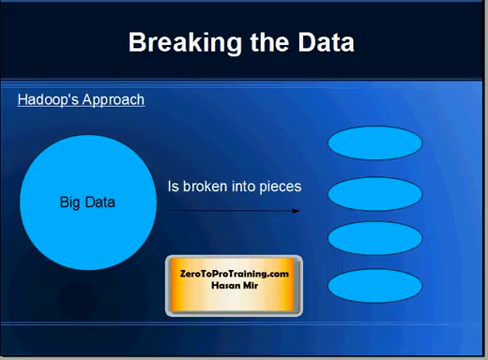 Breaking the Data
Hadoop's Approach
Big Data
Is broken into pieces
ZeroToProTraining.com
Hasan Mir